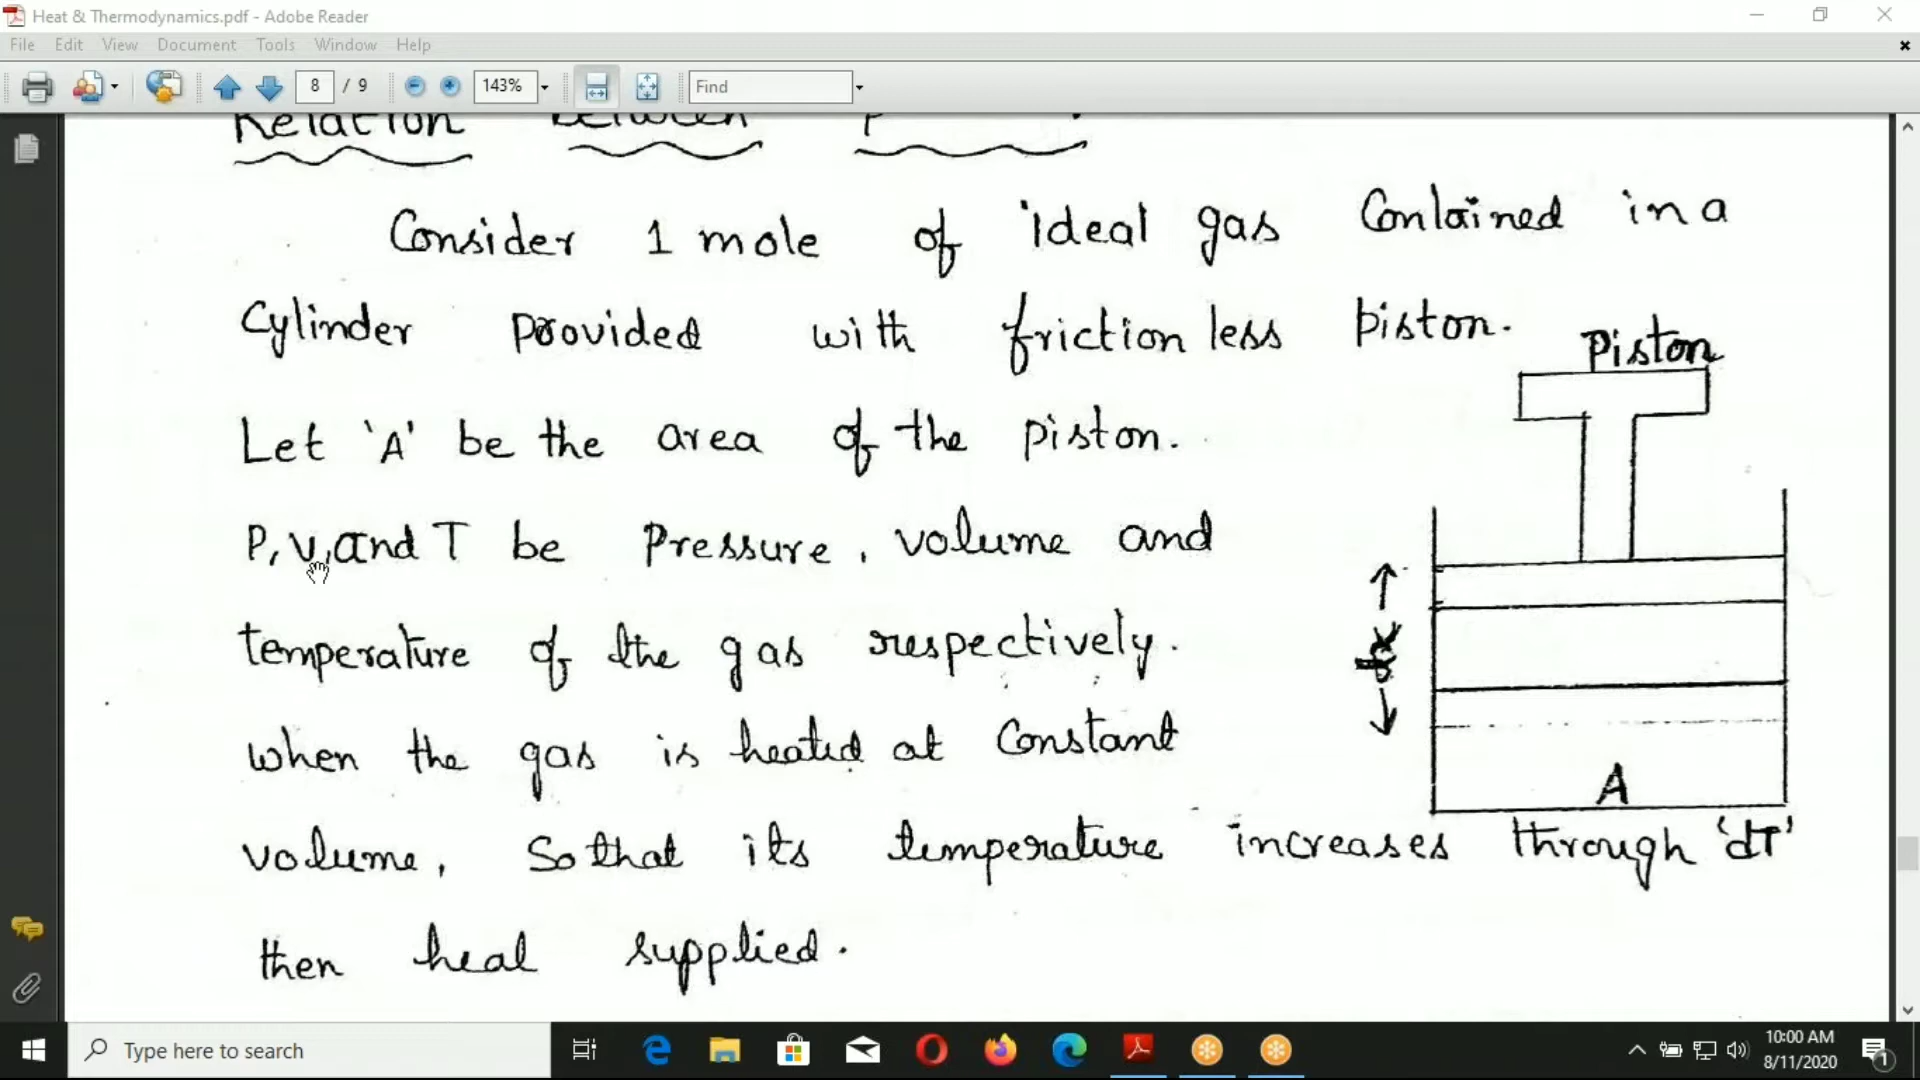 Heat & Thermodynamics.pdf - Adobe Reader
File Edit View Document Tools Window Help
8 / 9 143% Find
Relation between
Consider 1 mole of ideal gas Contained in a
Cylinder provided with friction less piston.
Piston
Let 'A' be the area of the piston.
P, V, and T be Pressure, volume and
temperature of the gas respectively.
when the gas is heated at Constant
A
volume, So that its temperature increases through 'dT'
then heat supplied.
Type here to search
10:00 AM
8/11/2020
1